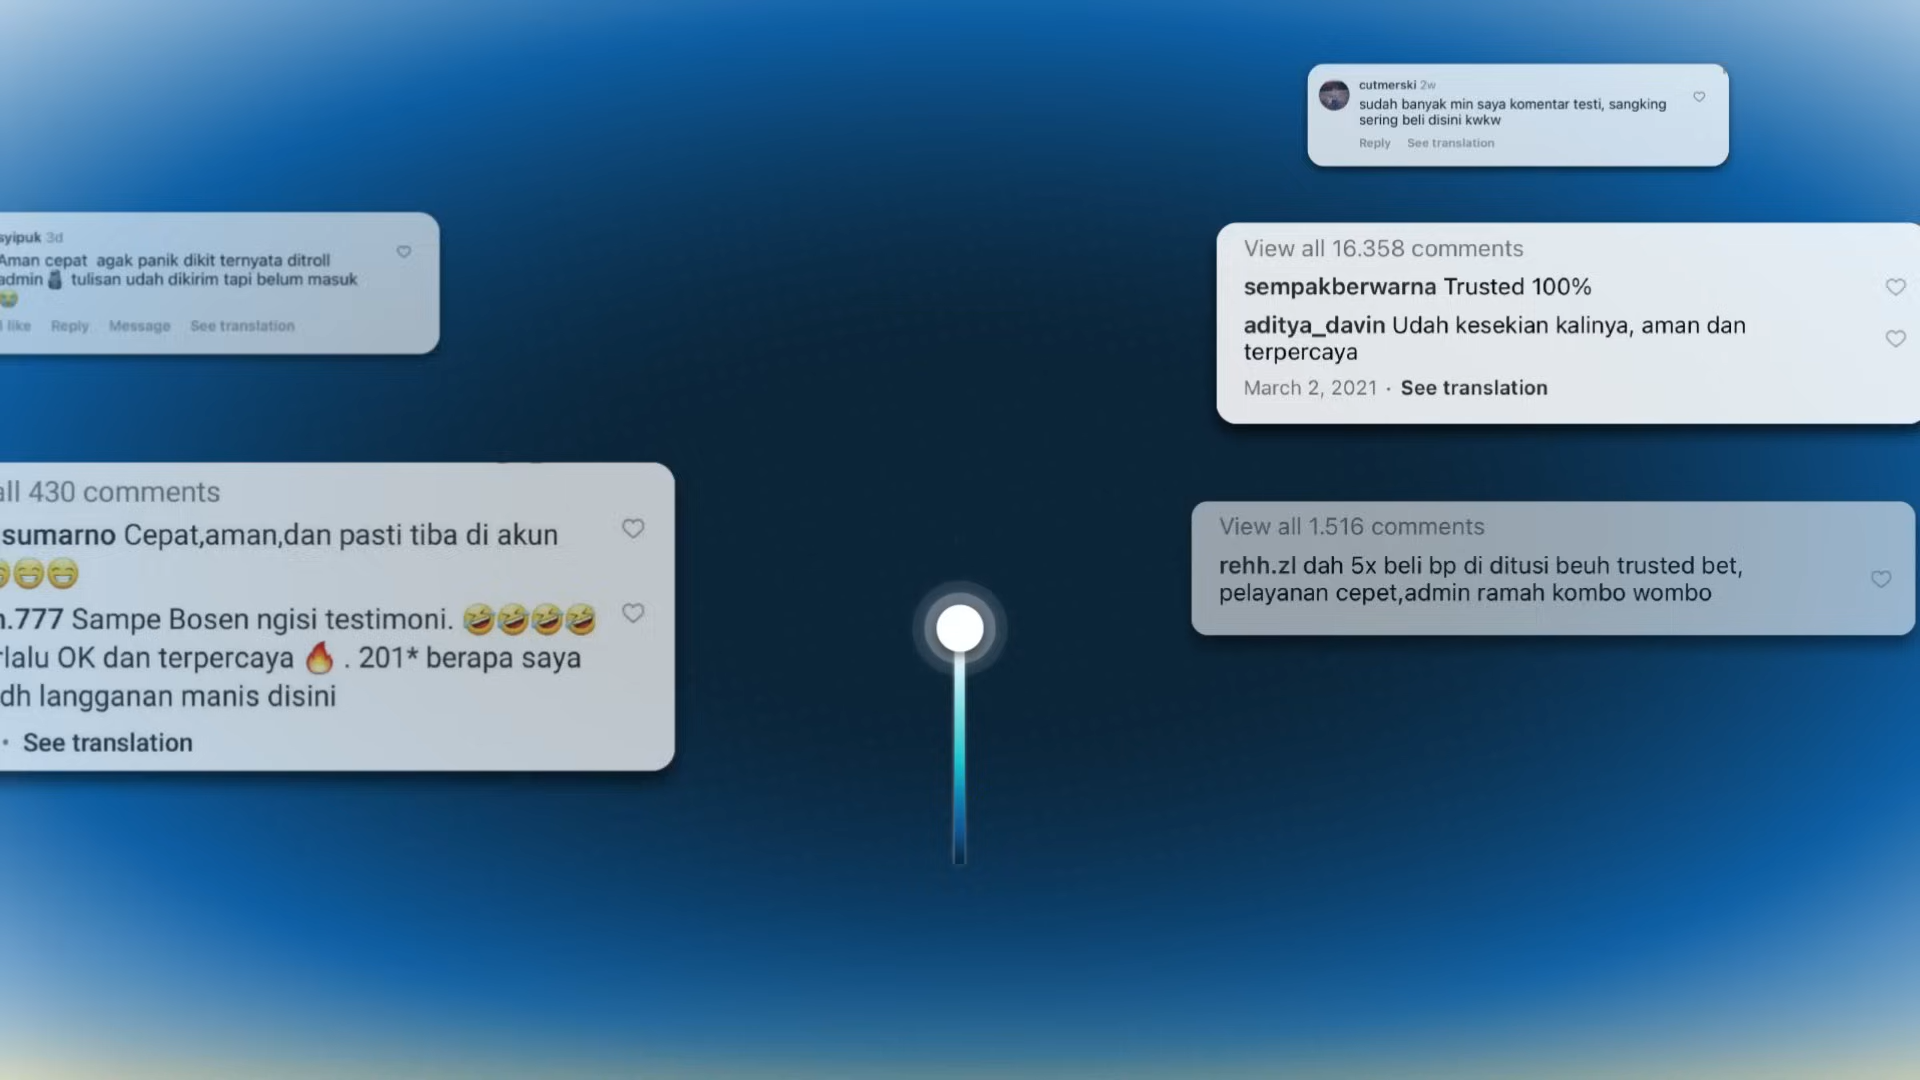 syipuk 3d
Aman cepat agak panik dikit ternyata ditroll
admin tulisan udah dikirim tapi belum masuk
like Reply Message See translation
all 430 comments
sumarno Cepat,aman,dan pasti tiba di akun
.777 Sampe Bosen ngisi testimoni. 🤣🤣🤣🤣
rlalu OK dan terpercaya 🔥 . 201* berapa saya
dh langganan manis disini
• See translation
cutmerski 2w
sudah banyak min saya komentar testi, sangking
sering beli disini kwkw
Reply See translation
View all 16.358 comments
sempakberwarna Trusted 100%
aditya_davin Udah kesekian kalinya, aman dan
terpercaya
March 2, 2021 · See translation
View all 1.516 comments
rehh.zl dah 5x beli bp di ditusi beuh trusted bet,
pelayanan cepet,admin ramah kombo wombo